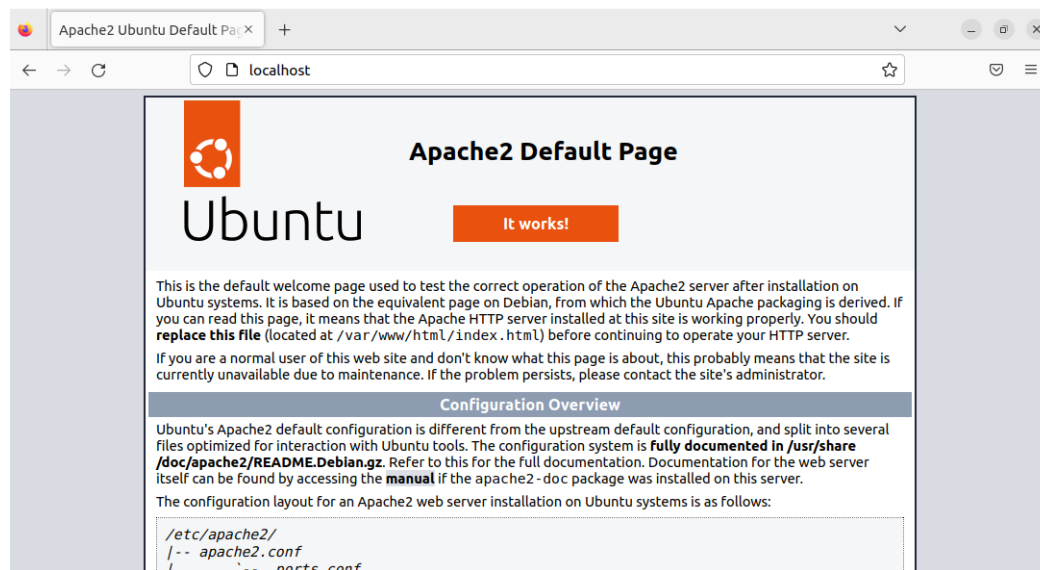 Apache2 Ubuntu Default Pag
localhost
Apache2 Default Page
Ubuntu
It works!
This is the default welcome page used to test the correct operation of the Apache2 server after installation on
Ubuntu systems. It is based on the equivalent page on Debian, from which the Ubuntu Apache packaging is derived. If
you can read this page, it means that the Apache HTTP server installed at this site is working properly. You should
replace this file (located at /var/www/html/index.html) before continuing to operate your HTTP server.
If you are a normal user of this web site and don't know what this page is about, this probably means that the site is
currently unavailable due to maintenance. If the problem persists, please contact the site's administrator.
Configuration Overview
Ubuntu's Apache2 default configuration is different from the upstream default configuration, and split into several
files optimized for interaction with Ubuntu tools. The configuration system is fully documented in /usr/share
/doc/apache2/README.Debian.gz. Refer to this for the full documentation. Documentation for the web server
itself can be found by accessing the manual if the apache2-doc package was installed on this server.
The configuration layout for an Apache2 web server installation on Ubuntu systems is as follows:
/etc/apache2/
|-- apache2.conf
|       `-- ports.conf